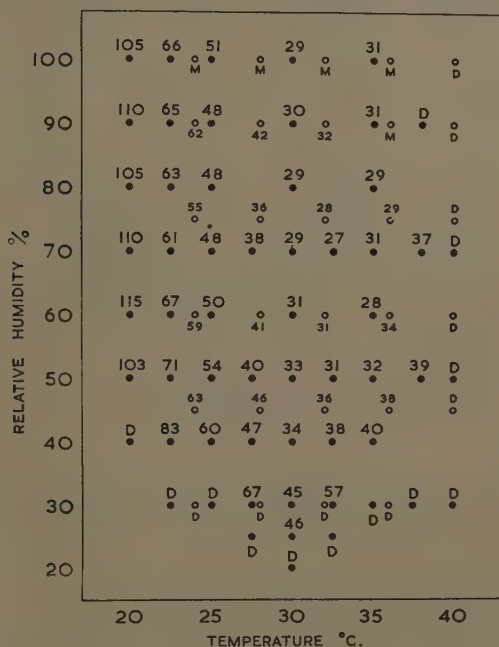 105 66 51 29 31
100
M M M M D
110 65 48 30 31 D
90
62 42 32 M D
105 63 48 29 29
80
55 36 28 29 D
110 61 48 38 29 27 31 37 D
70
115 67 50 31 28
60
59 41 31 34 D
103 71 54 40 33 31 32 39 D
50
63 46 36 38 D
D 83 60 47 34 38 40
40
D D 67 45 57 D D
30
D D D D D
46
D D D
20
20 25 30 35 40
TEMPERATURE °C.
RELATIVE HUMIDITY %